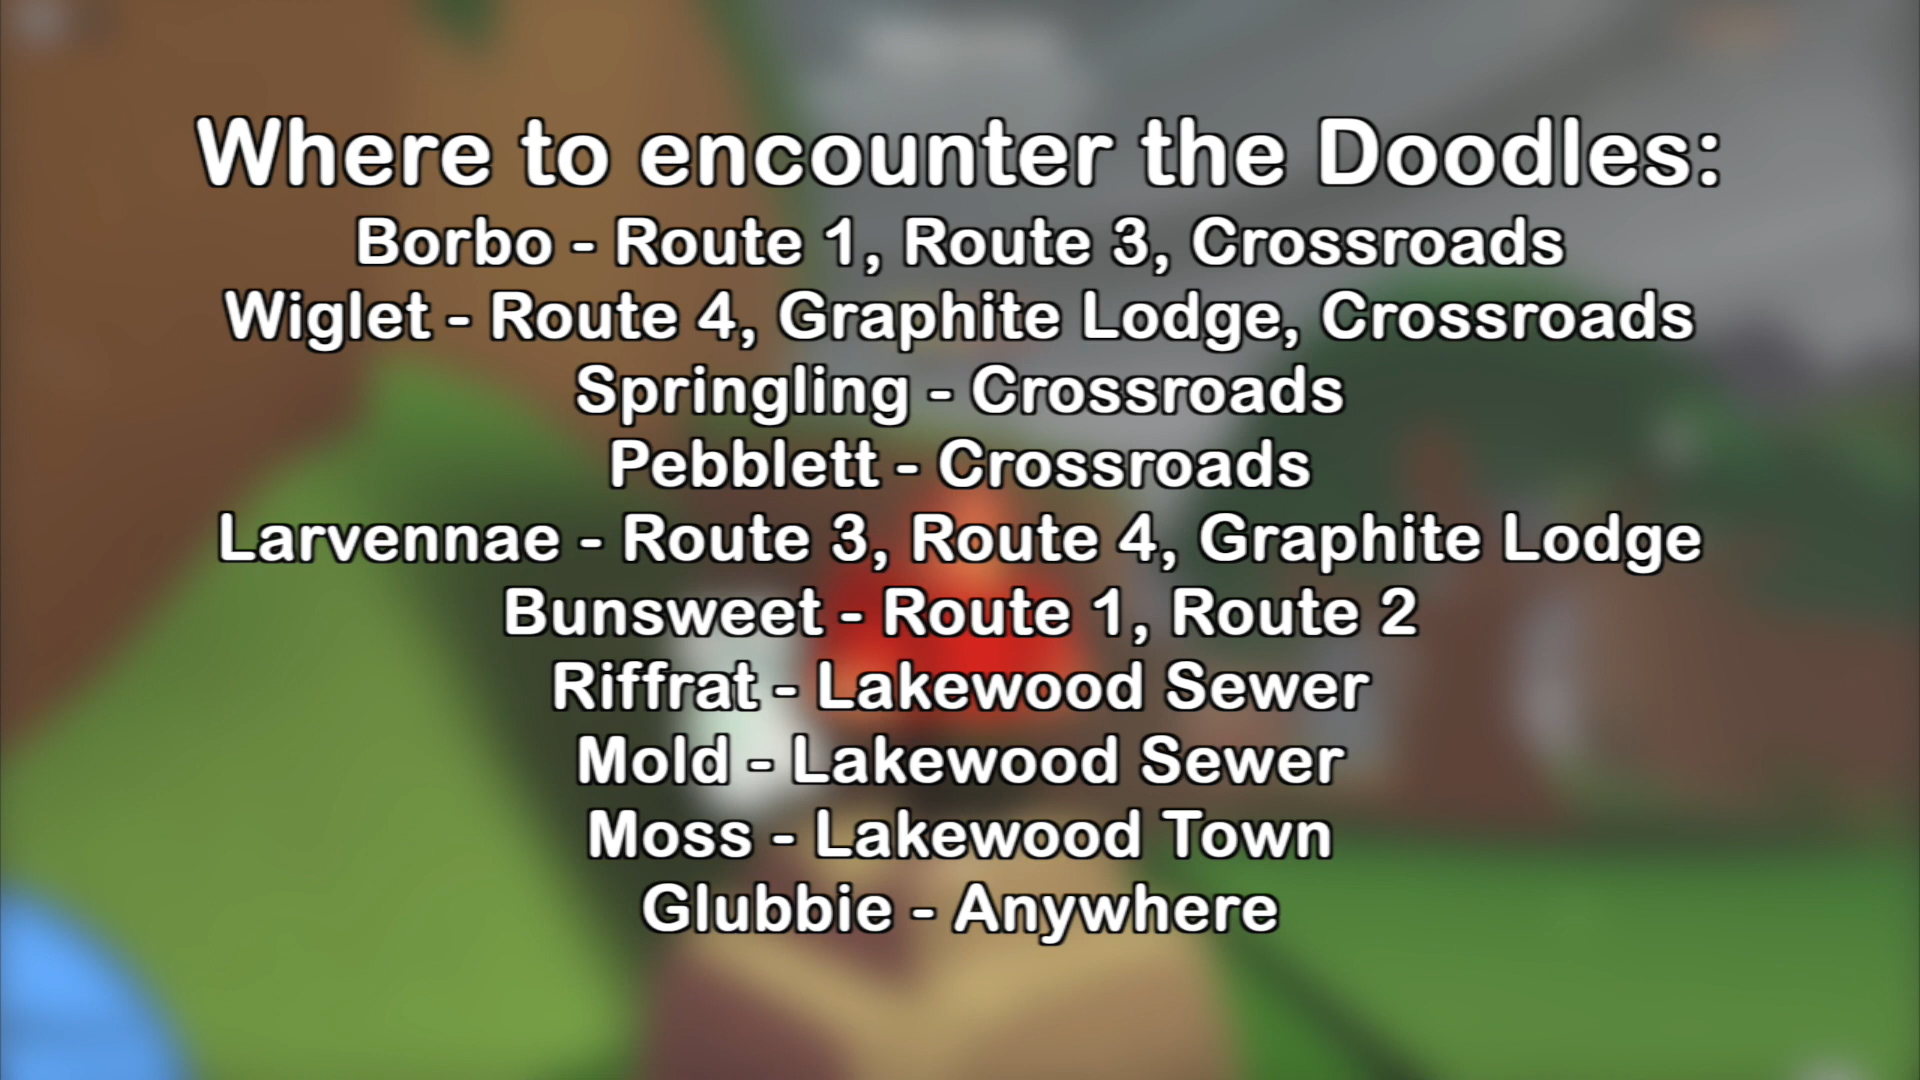 Where to encounter the Doodles:
Borbo - Route 1, Route 3, Crossroads
Wiglet - Route 4, Graphite Lodge, Crossroads
Springling - Crossroads
Pebblett - Crossroads
Larvennae - Route 3, Route 4, Graphite Lodge
Bunsweet - Route 1, Route 2
Riffrat - Lakewood Sewer
Mold - Lakewood Sewer
Moss - Lakewood Town
Glubbie - Anywhere